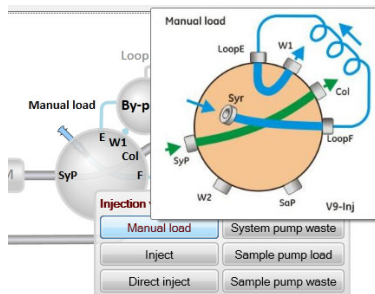 Manual load
LoopE
W1
Syr
Col
SyP
LoopF
W2
SaP
V9-Inj
Loop
Manual load
By-p
E
W1
Col
SyP
F
Injection
Manual load
System pump waste
Inject
Sample pump load
Direct inject
Sample pump waste